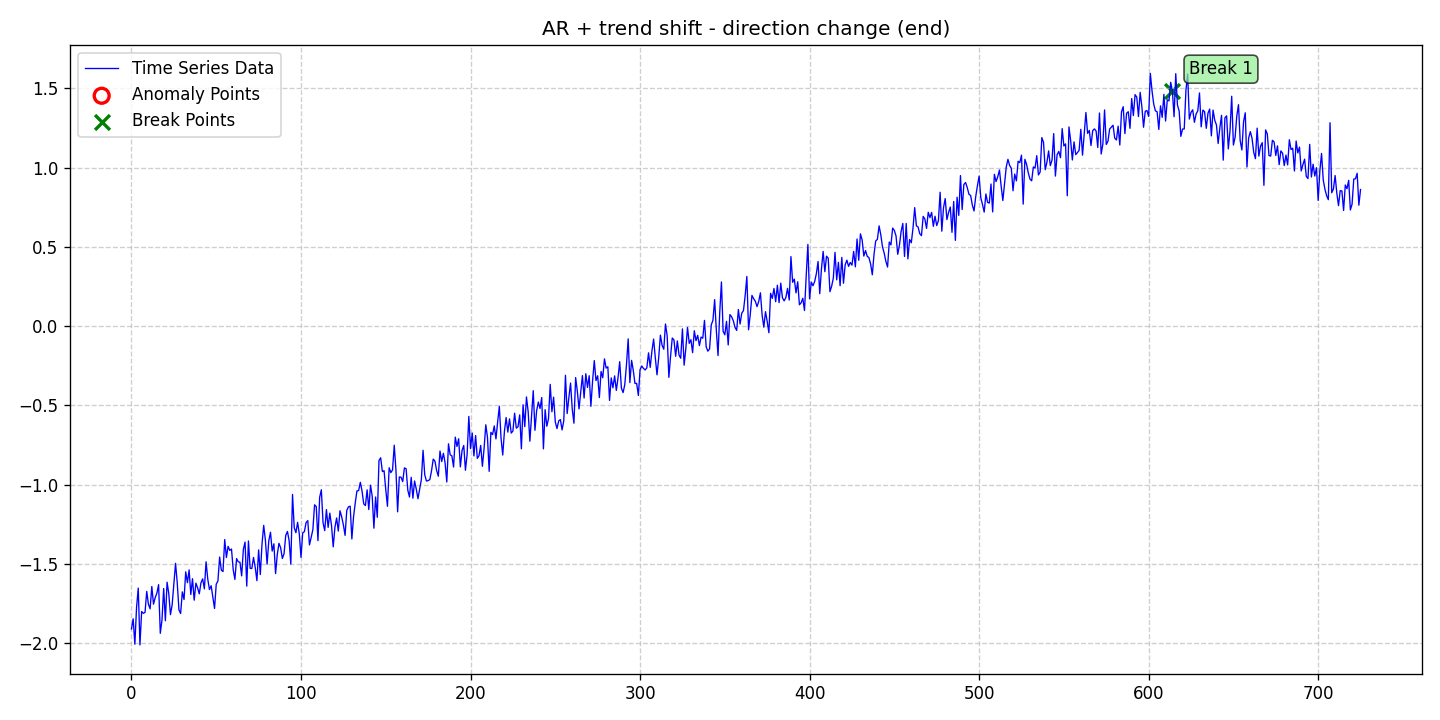 AR + trend shift - direction change (end)
Time Series Data
Anomaly Points
Break Points
Break 1
1.5
1.0
0.5
0.0
−0.5
−1.0
−1.5
−2.0
0 100 200 300 400 500 600 700